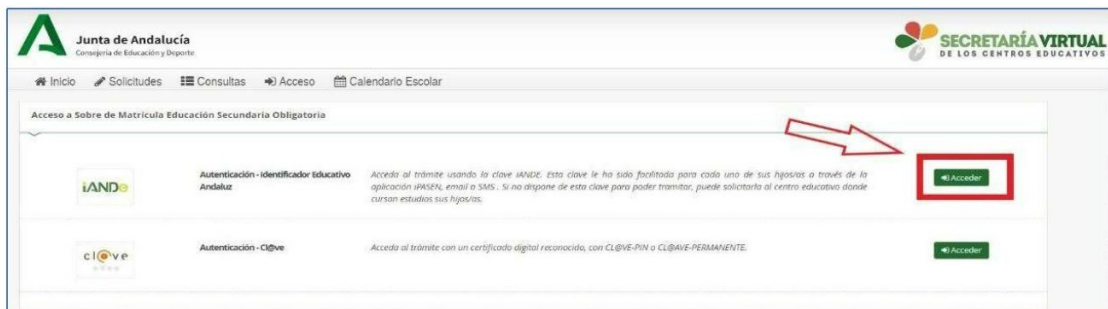 Junta de Andalucía
Consejería de Educación y Deporte
SECRETARÍA VIRTUAL
DE LOS CENTROS EDUCATIVOS
Inicio Solicitudes Consultas Acceso Calendario Escolar
Acceso a Sobre de Matrícula Educación Secundaria Obligatoria
iANDe
Autenticación - Identificador Educativo
Andaluz
Acceda al trámite usando la clave iANDE. Esta clave le ha sido facilitada para cada uno de sus hijos/as a través de la
aplicación iPASEN, email o SMS . Si no dispone de esta clave para poder tramitar, puede solicitarla al centro educativo donde
cursan estudios sus hijos/as.
Acceder
cl@ve
Autenticación - Cl@ve
Acceda al trámite con un certificado digital reconocido, con CL@VE-PIN o CL@AVE-PERMANENTE.
Acceder